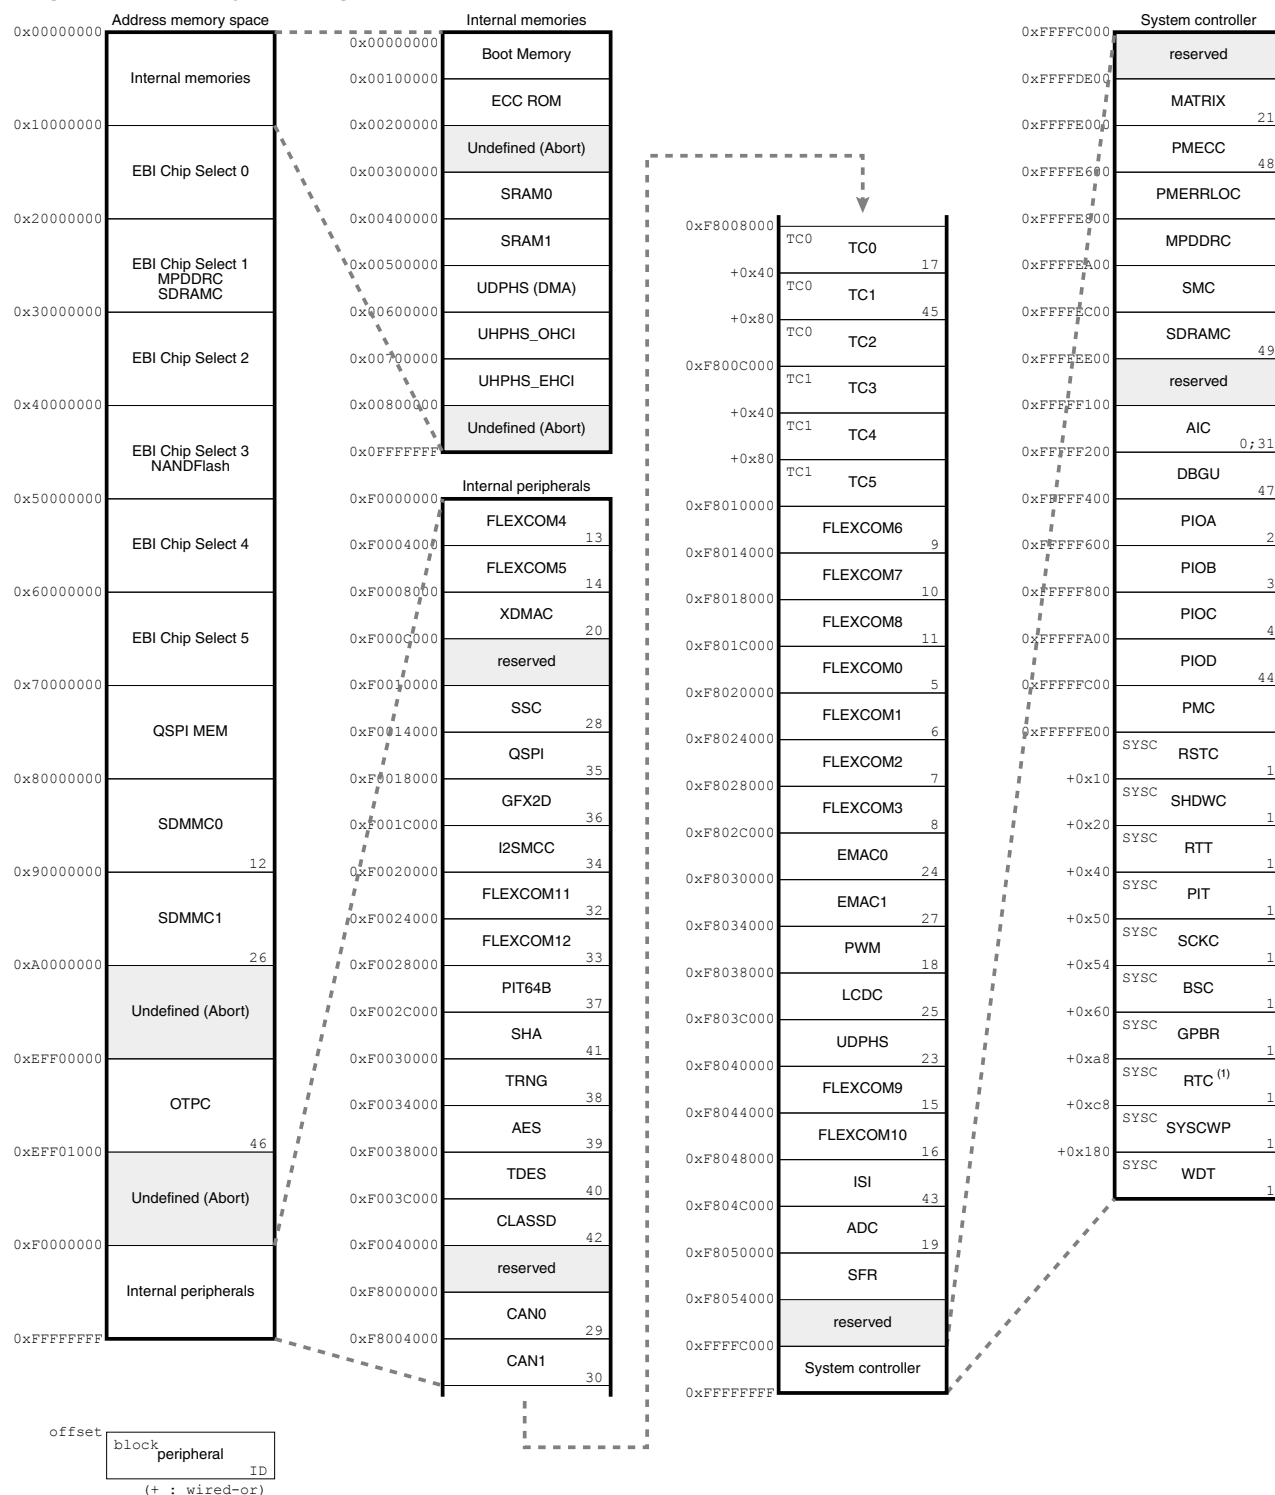 Address memory space
0x00000000
Internal memories
0x10000000
EBI Chip Select 0
0x20000000
EBI Chip Select 1
MPDDRC
SDRAMC
0x30000000
EBI Chip Select 2
0x40000000
EBI Chip Select 3
NANDFlash
0x50000000
EBI Chip Select 4
0x60000000
EBI Chip Select 5
0x70000000
QSPI MEM
0x80000000
SDMMC0
12
0x90000000
SDMMC1
26
0xA0000000
Undefined (Abort)
0xEFF00000
OTPC
46
0xEFF01000
Undefined (Abort)
0xF0000000
Internal peripherals
0xFFFFFFFF
offset
block
peripheral
ID
(+ : wired-or)
Internal memories
0x00000000
Boot Memory
0x00100000
ECC ROM
0x00200000
Undefined (Abort)
0x00300000
SRAM0
0x00400000
SRAM1
0x00500000
UDPHS (DMA)
0x00600000
UHPHS_OHCI
0x00700000
UHPHS_EHCI
0x00800000
Undefined (Abort)
0x0FFFFFFF
Internal peripherals
0xF0000000
FLEXCOM4
13
0xF0004000
FLEXCOM5
14
0xF0008000
XDMAC
20
0xF000C000
reserved
0xF0010000
SSC
28
0xF0014000
QSPI
35
0xF0018000
GFX2D
36
0xF001C000
I2SMCC
34
0xF0020000
FLEXCOM11
32
0xF0024000
FLEXCOM12
33
0xF0028000
PIT64B
37
0xF002C000
SHA
41
0xF0030000
TRNG
38
0xF0034000
AES
39
0xF0038000
TDES
40
0xF003C000
CLASSD
42
0xF0040000
reserved
0xF8000000
CAN0
29
0xF8004000
CAN1
30
0xF8008000
TC0
TC0
17
+0x40
TC0
TC1
45
+0x80
TC0
TC2
0xF800C000
TC1
TC3
+0x40
TC1
TC4
+0x80
TC1
TC5
0xF8010000
FLEXCOM6
9
0xF8014000
FLEXCOM7
10
0xF8018000
FLEXCOM8
11
0xF801C000
FLEXCOM0
5
0xF8020000
FLEXCOM1
6
0xF8024000
FLEXCOM2
7
0xF8028000
FLEXCOM3
8
0xF802C000
EMAC0
24
0xF8030000
EMAC1
27
0xF8034000
PWM
18
0xF8038000
LCDC
25
0xF803C000
UDPHS
23
0xF8040000
FLEXCOM9
15
0xF8044000
FLEXCOM10
16
0xF8048000
ISI
43
0xF804C000
ADC
19
0xF8050000
SFR
0xF8054000
reserved
0xFFFFC000
System controller
0xFFFFFFFF
System controller
0xFFFFC000
reserved
0xFFFFDE00
MATRIX
21
0xFFFFE000
PMECC
48
0xFFFFE600
PMERRLOC
0xFFFFE800
MPDDRC
0xFFFFEA00
SMC
0xFFFFEC00
SDRAMC
49
0xFFFFEE00
reserved
0xFFFFF100
AIC
0;31
0xFFFFF200
DBGU
47
0xFFFFF400
PIOA
2
0xFFFFF600
PIOB
3
0xFFFFF800
PIOC
4
0xFFFFFA00
PIOD
44
0xFFFFFC00
PMC
0xFFFFFE00
SYSC
RSTC
1
+0x10
SYSC
SHDWC
1
+0x20
SYSC
RTT
1
+0x40
SYSC
PIT
1
+0x50
SYSC
SCKC
1
+0x54
SYSC
BSC
1
+0x60
SYSC
GPBR
1
+0xa8
SYSC
RTC (1)
1
+0xc8
SYSC
SYSCWP
1
+0x180
SYSC
WDT
1